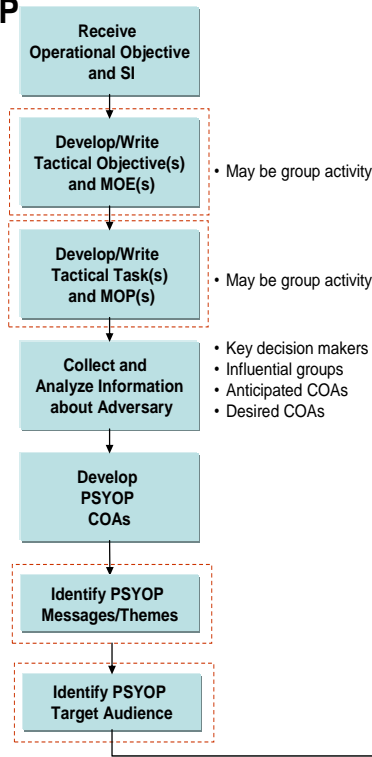 P
Receive
Operational Objective
and SI
Develop/Write
Tactical Objective(s)
and MOE(s)
• May be group activity
Develop/Write
Tactical Task(s)
and MOP(s)
• May be group activity
Collect and
Analyze Information
about Adversary
• Key decision makers
• Influential groups
• Anticipated COAs
• Desired COAs
Develop
PSYOP
COAs
Identify PSYOP
Messages/Themes
Identify PSYOP
Target Audience